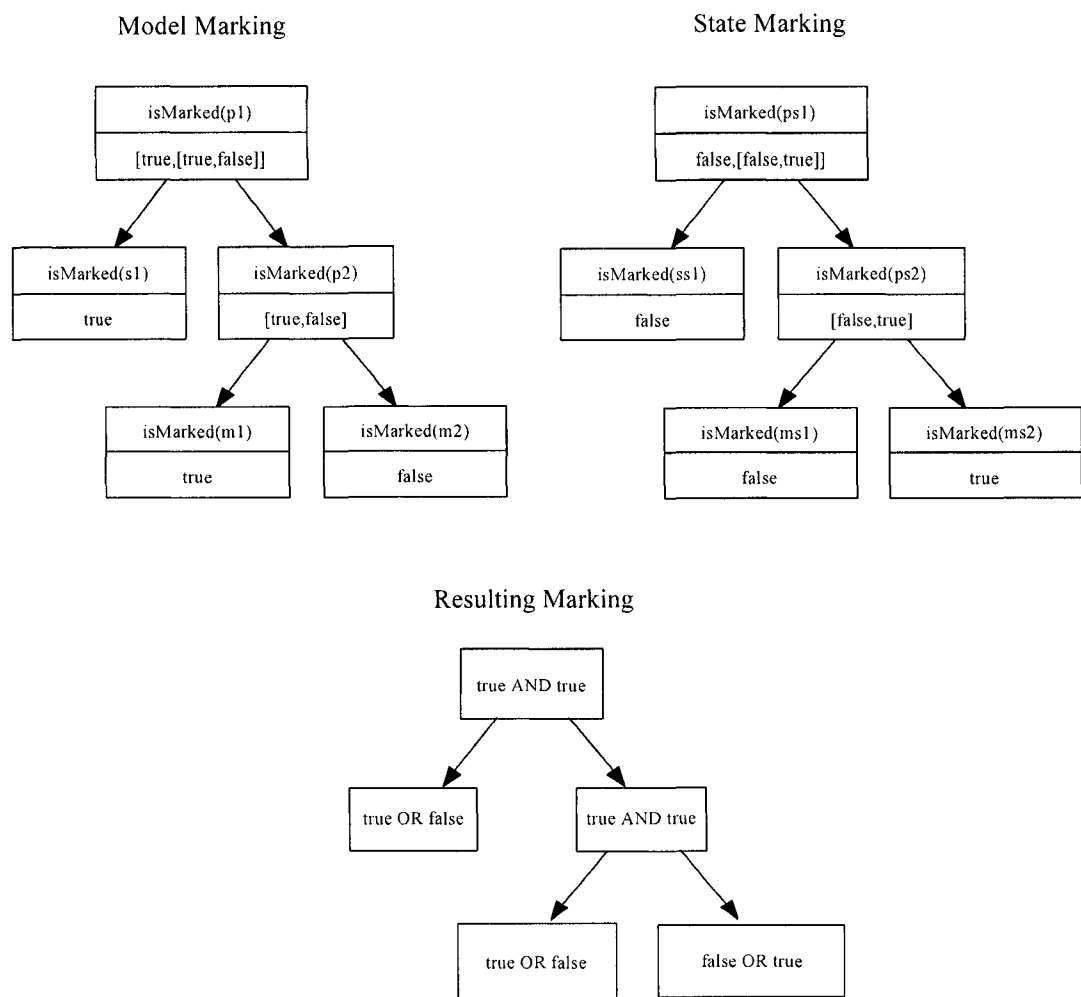 Model Marking
isMarked(p1)
[true,[true,false]]
isMarked(s1)
true
isMarked(p2)
[true,false]
isMarked(m1)
true
isMarked(m2)
false
State Marking
isMarked(ps1)
false,[false,true]]
isMarked(ss1)
false
isMarked(ps2)
[false,true]
isMarked(ms1)
false
isMarked(ms2)
true
Resulting Marking
true AND true
true OR false
true AND true
true OR false
false OR true